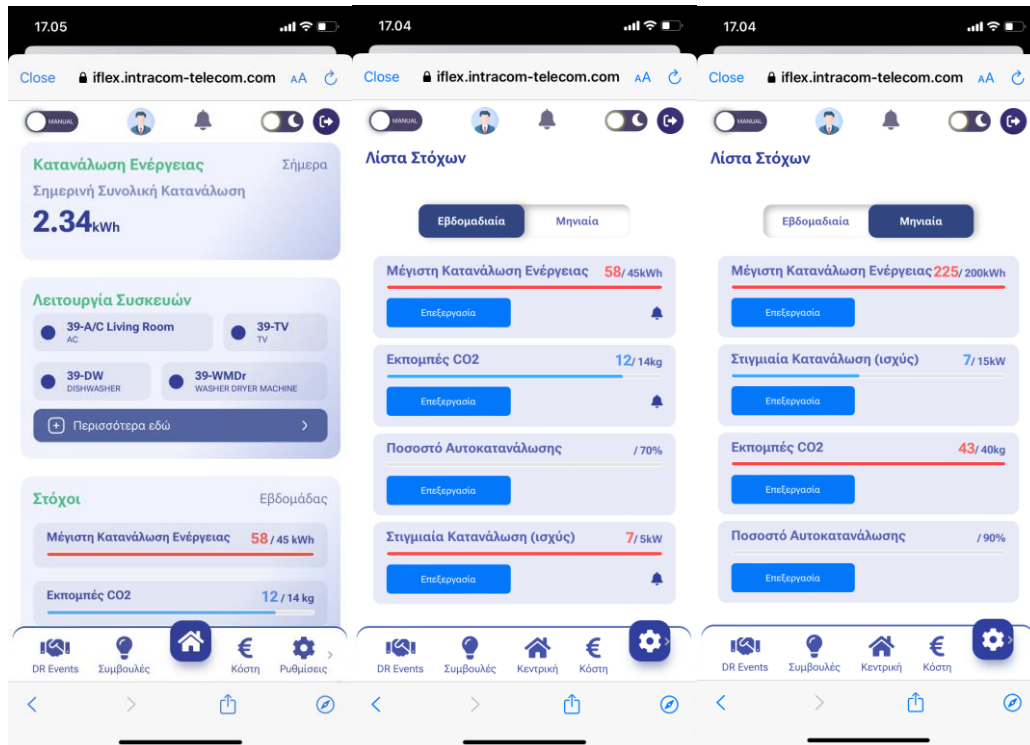 17.05
Close iflex.intracom-telecom.com AA
MANUAL
Κατανάλωση Ενέργειας Σήμερα
Σημερινή Συνολική Κατανάλωση
2.34kWh
Λειτουργία Συσκευών
39-A/C Living Room
AC
39-TV
TV
39-DW
DISHWASHER
39-WMDr
WASHER DRYER MACHINE
Περισσότερα εδώ
Στόχοι Εβδομάδας
Μέγιστη Κατανάλωση Ενέργειας 58 / 45 kWh
Εκπομπές CO2 12 / 14 kg
DR Events Συμβουλές Κόστη Ρυθμίσεις
17.04
Close iflex.intracom-telecom.com AA
MANUAL
Λίστα Στόχων
Εβδομαδιαία Μηνιαία
Μέγιστη Κατανάλωση Ενέργειας 58/ 45kWh
Επεξεργασία
Εκπομπές CO2 12/ 14kg
Επεξεργασία
Ποσοστό Αυτοκατανάλωσης / 70%
Επεξεργασία
Στιγμιαία Κατανάλωση (ισχύς) 7/ 5kW
Επεξεργασία
DR Events Συμβουλές Κεντρική Κόστη
17.04
Close iflex.intracom-telecom.com AA
MANUAL
Λίστα Στόχων
Εβδομαδιαία Μηνιαία
Μέγιστη Κατανάλωση Ενέργειας 225/ 200kWh
Επεξεργασία
Στιγμιαία Κατανάλωση (ισχύς) 7/ 15kW
Επεξεργασία
Εκπομπές CO2 43/ 40kg
Επεξεργασία
Ποσοστό Αυτοκατανάλωσης / 90%
Επεξεργασία
DR Events Συμβουλές Κεντρική Κόστη